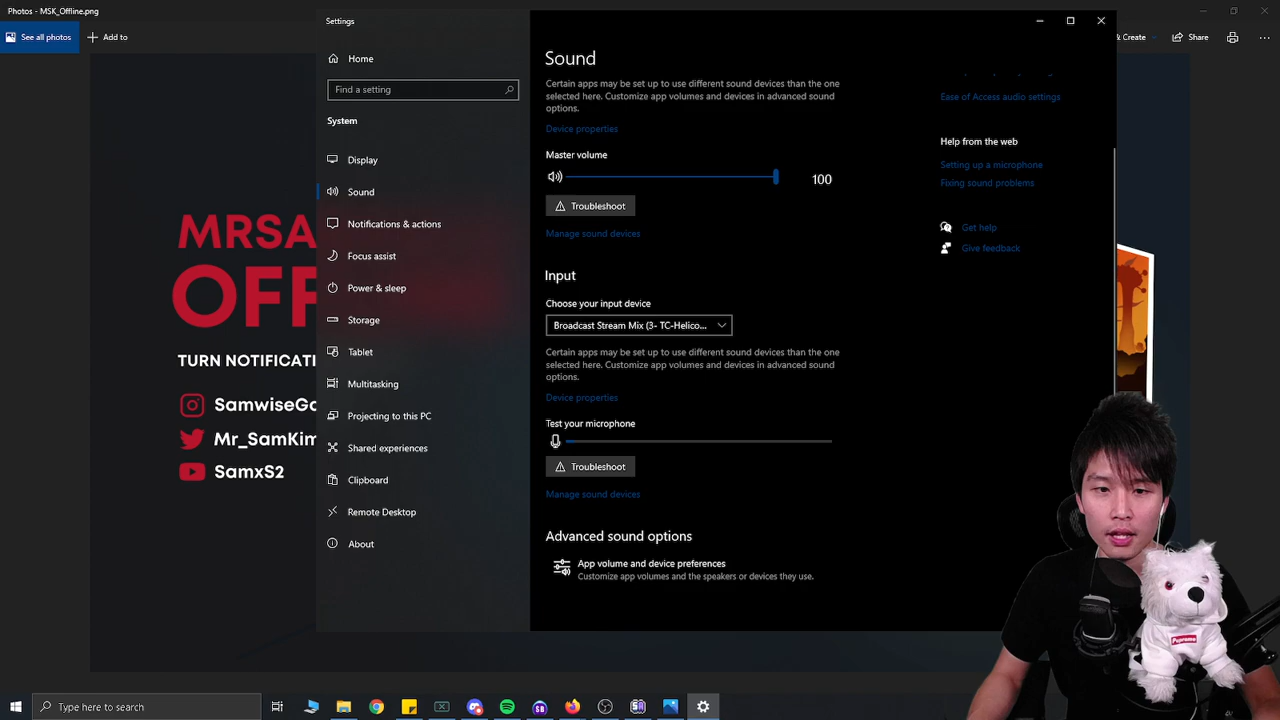 Photos - MSK_Offline.png
See all photos
Add to
& Create
Share
MRSA
OFF
TURN NOTIFICATI
SamwiseGa
Mr_SamKim
SamxS2
Settings
Home
Find a setting
System
Display
Sound
Notifications & actions
Focus assist
Power & sleep
Storage
Tablet
Multitasking
Projecting to this PC
Shared experiences
Clipboard
Remote Desktop
About
Sound
Certain apps may be set up to use different sound devices than the one
selected here. Customize app volumes and devices in advanced sound
options.
Device properties
Master volume
100
Troubleshoot
Manage sound devices
Input
Choose your input device
Broadcast Stream Mix (3- TC-Helico...
Certain apps may be set up to use different sound devices than the one
selected here. Customize app volumes and devices in advanced sound
options.
Device properties
Test your microphone
Troubleshoot
Manage sound devices
Advanced sound options
App volume and device preferences
Customize app volumes and the speakers or devices they use.
Ease of Access audio settings
Help from the web
Setting up a microphone
Fixing sound problems
Get help
Give feedback
Pupreme
Type here to search